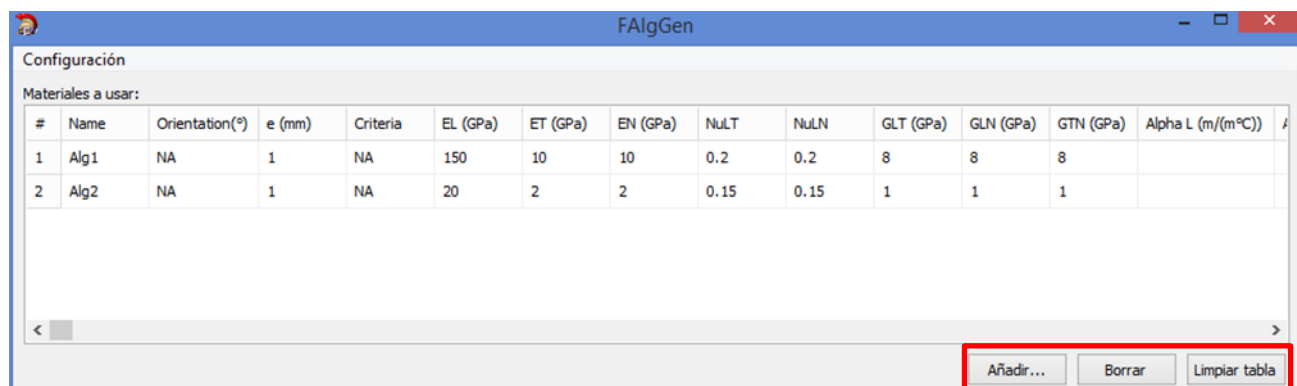 FAlgGen
Configuración
Materiales a usar:
# Name Orientation(º) e (mm) Criteria EL (GPa) ET (GPa) EN (GPa) NuLT NuLN GLT (GPa) GLN (GPa) GTN (GPa) Alpha L (m/(mºC))
1 Alg1 NA 1 NA 150 10 10 0.2 0.2 8 8 8
2 Alg2 NA 1 NA 20 2 2 0.15 0.15 1 1 1
Añadir... Borrar Limpiar tabla